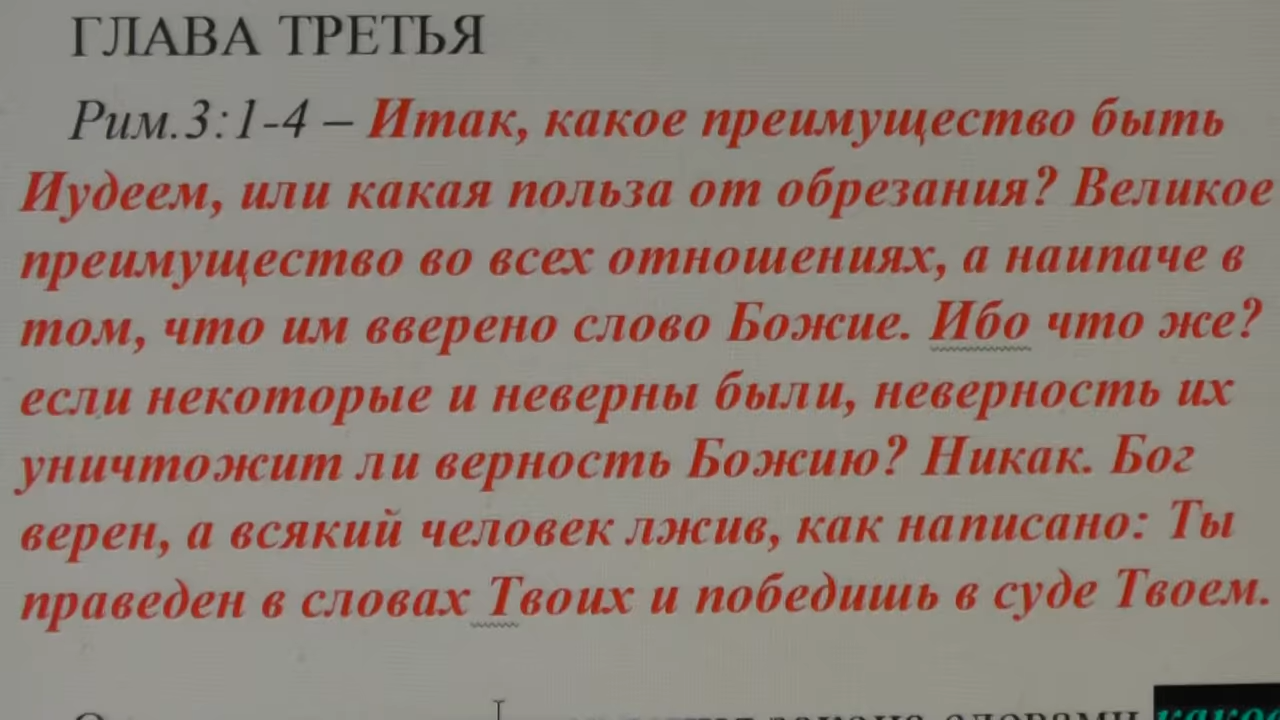 ГЛАВА ТРЕТЬЯ
Рим.3:1-4 – Итак, какое преимущество быть
Иудеем, или какая польза от обрезания? Великое
преимущество во всех отношениях, а наипаче в
том, что им вверено слово Божие. Ибо что же?
если некоторые и неверны были, неверность их
уничтожит ли верность Божию? Никак. Бог
верен, а всякий человек лжив, как написано: Ты
праведен в словах Твоих и победишь в суде Твоем.
словами